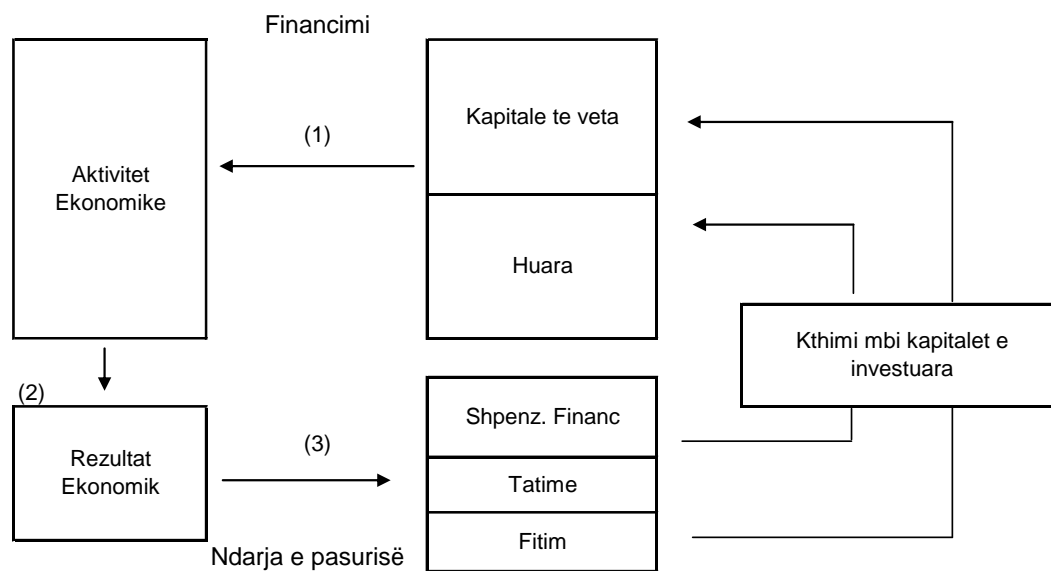 Financimi
Kapitale te veta
(1)
Aktivitet
Ekonomike
Huara
Kthimi mbi kapitalet e
investuara
(2)
Shpenz. Financ
(3)
Rezultat
Ekonomik
Tatime
Fitim
Ndarja e pasurisë